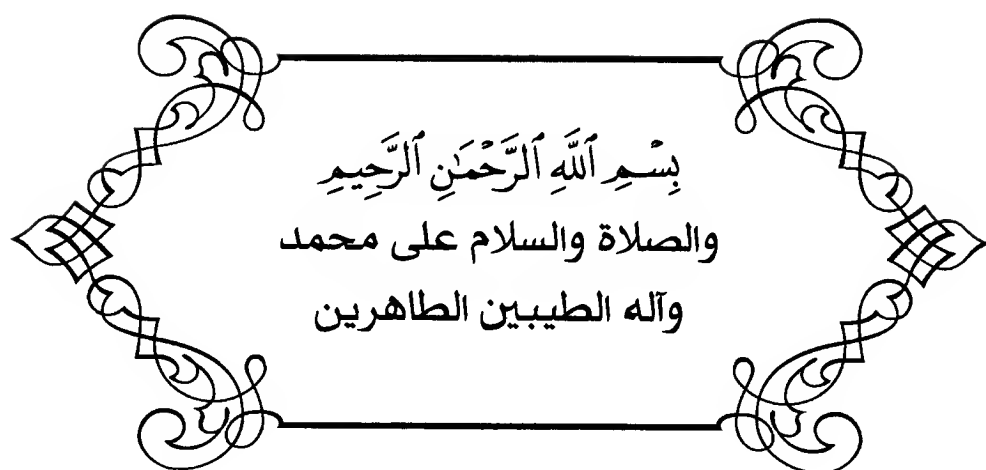 بِسْمِ ٱللَّهِ ٱلرَّحْمَٰنِ ٱلرَّحِيمِ
والصلاة والسلام على محمد
وآله الطيبين الطاهرين